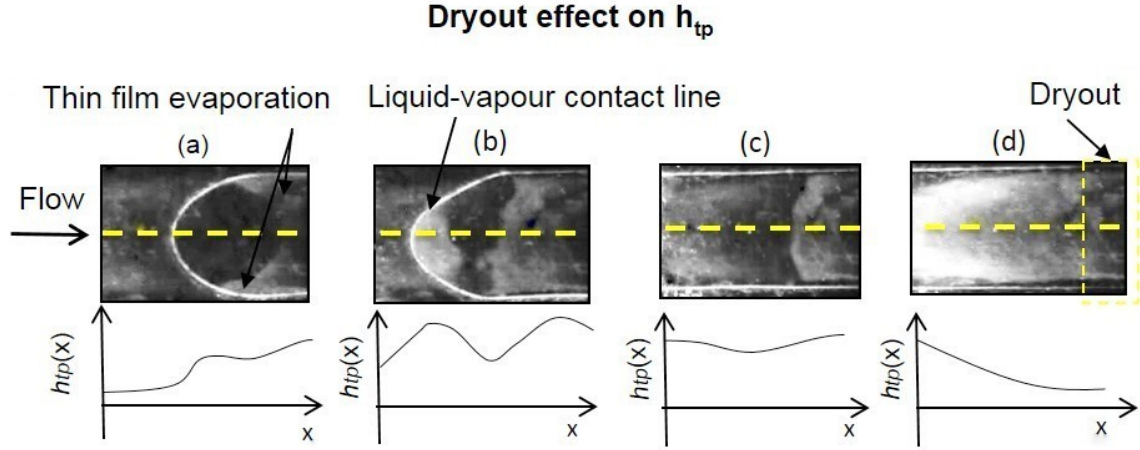 Dryout effect on htp
Thin film evaporation
Liquid-vapour contact line
Dryout
(a)
(b)
(c)
(d)
Flow
htp(x)
x
htp(x)
x
htp(x)
x
htp(x)
x